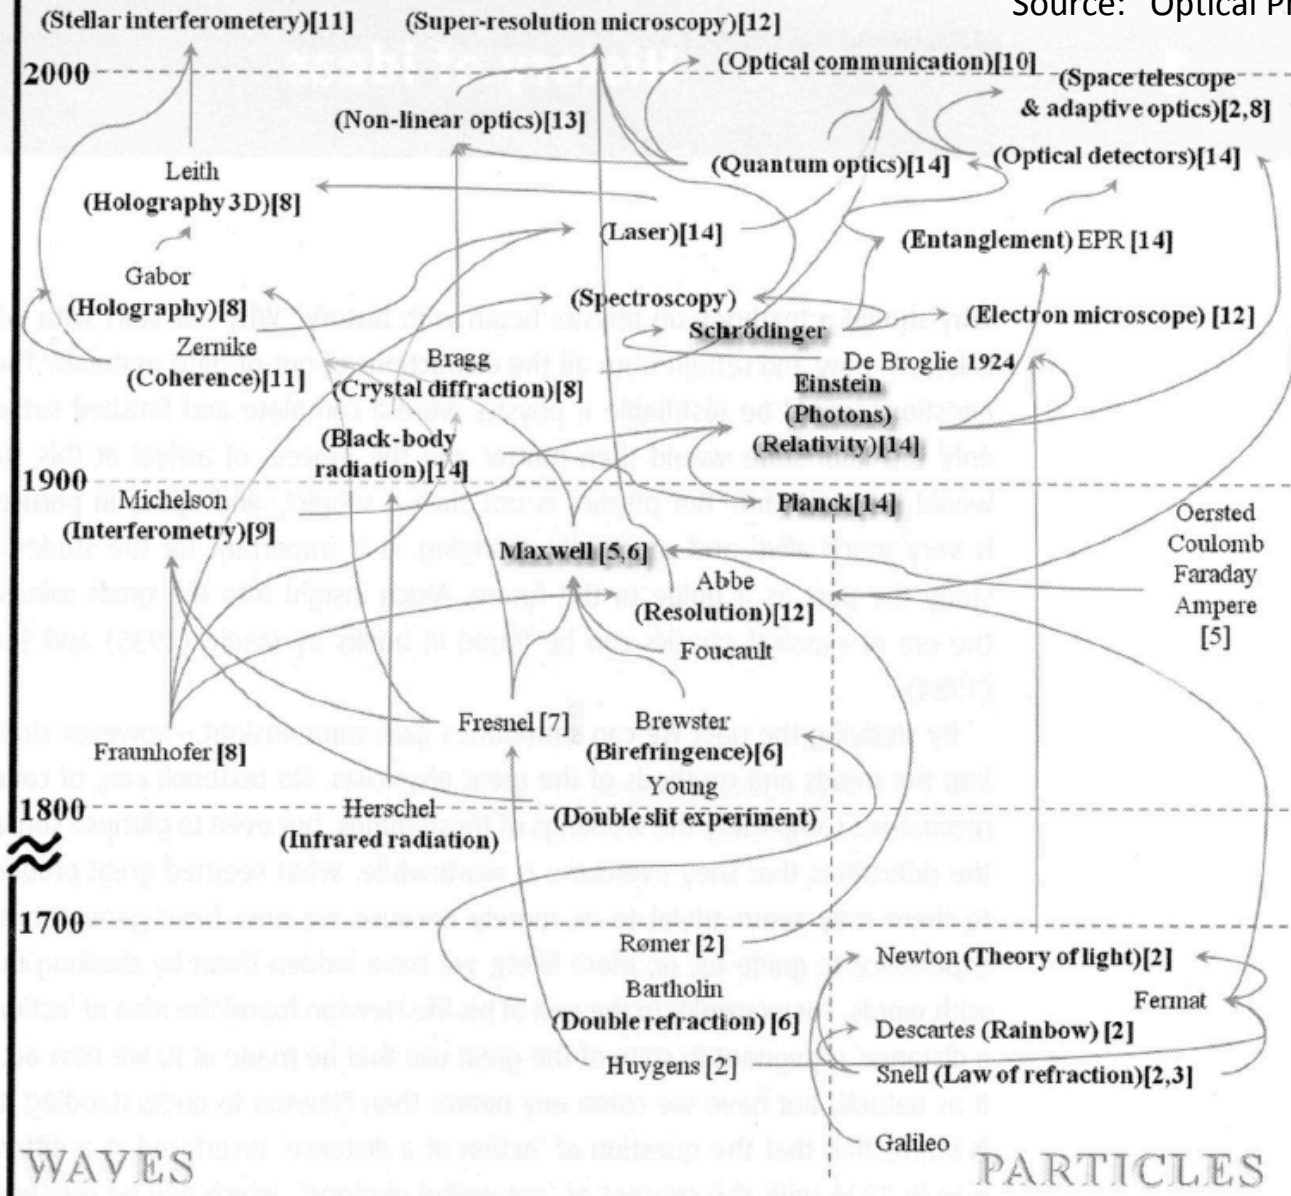 Source: "Optical Ph
(Stellar interferometery)[11]
(Super-resolution microscopy)[12]
2000
(Optical communication)[10]
(Space telescope
& adaptive optics)[2,8]
(Non-linear optics)[13]
Leith
(Holography 3D)[8]
(Quantum optics)[14]
(Optical detectors)[14]
(Laser)[14]
(Entanglement) EPR [14]
Gabor
(Holography)[8]
(Spectroscopy)
(Electron microscope) [12]
Schrődinger
Zernike
(Coherence)[11]
Bragg
(Crystal diffraction)[8]
De Broglie 1924
Einstein
(Photons)
(Relativity)[14]
(Black-body
radiation)[14]
1900
Michelson
(Interferometry)[9]
Planck[14]
Maxwell [5,6]
Oersted
Coulomb
Faraday
Ampere
[5]
Abbe
(Resolution)[12]
Foucault
Fresnel [7]
Brewster
(Birefringence)[6]
Fraunhofer [8]
Young
(Double slit experiment)
1800
Herschel
(Infrared radiation)
1700
Rømer [2]
Newton (Theory of light)[2]
Bartholin
(Double refraction)[6]
Fermat
Descartes (Rainbow) [2]
Huygens [2]
Snell (Law of refraction)[2,3]
Galileo
WAVES
PARTICLES